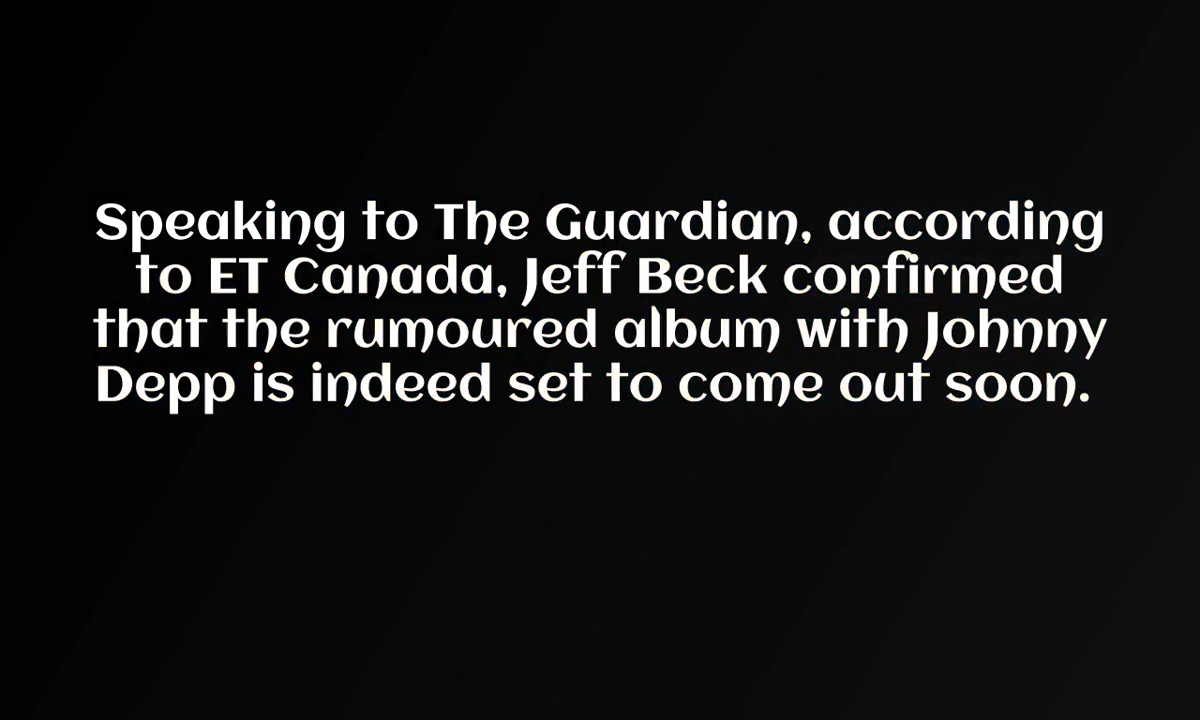 Speaking to The Guardian, according
to ET Canada, Jeff Beck confirmed
that the rumoured album with Johnny
Depp is indeed set to come out soon.